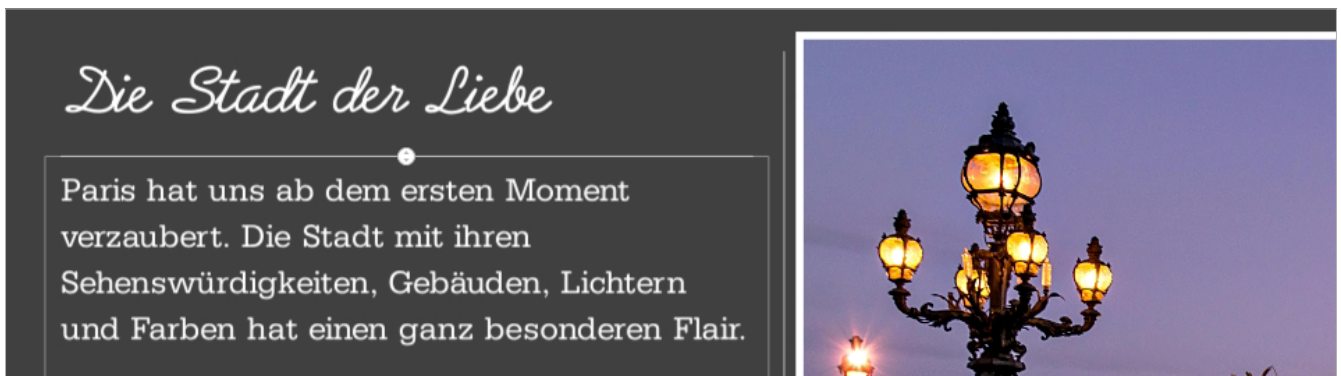 Die Stadt der Liebe
Paris hat uns ab dem ersten Moment
verzaubert. Die Stadt mit ihren
Sehenswürdigkeiten, Gebäuden, Lichtern
und Farben hat einen ganz besonderen Flair.